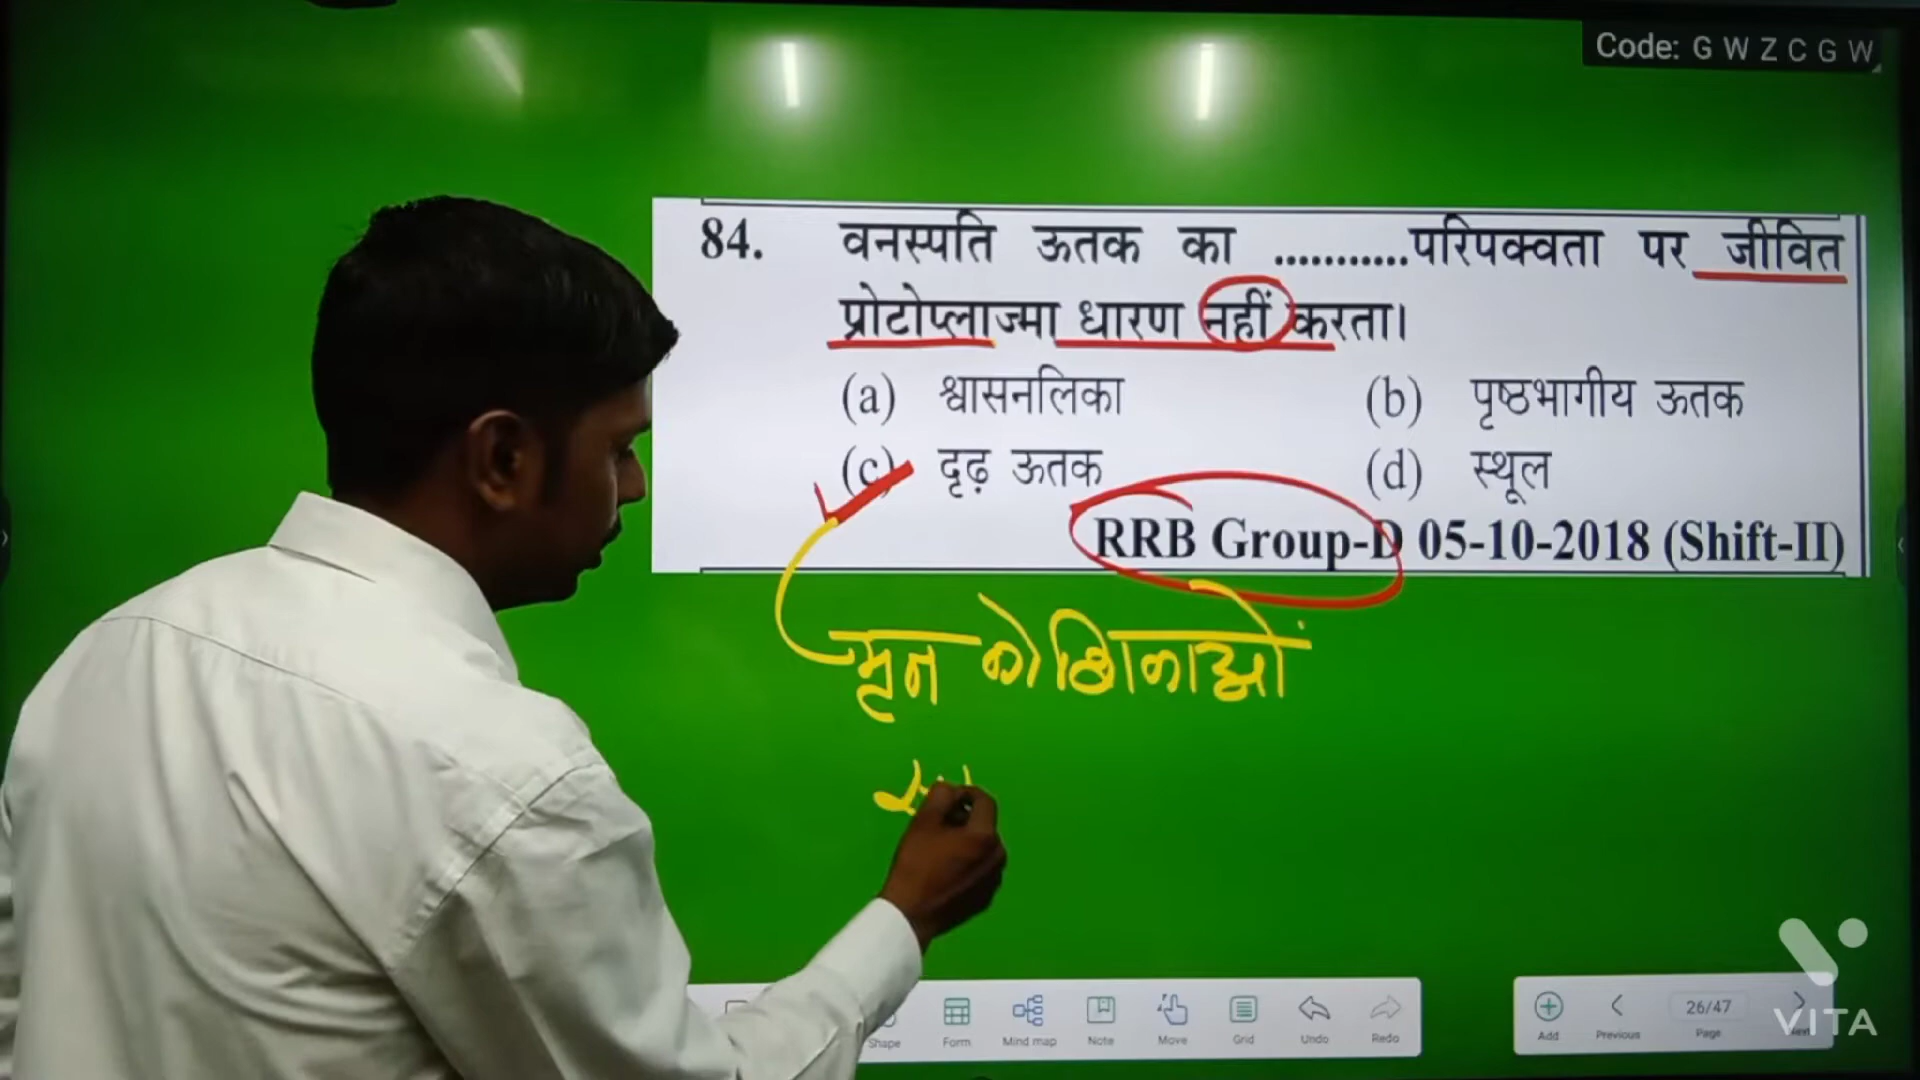 Code: G W Z C G W
84. वनस्पति ऊतक का ...........परिपक्वता पर जीवित
प्रोटोप्लाज्मा धारण नहीं करता।
(a) श्वासनलिका (b) पृष्ठभागीय ऊतक
(c) दृढ़ ऊतक (d) स्थूल
RRB Group-D 05-10-2018 (Shift-II)
मृत कोशिकाओं
Shape Form Mind map Note Move Grid Undo Redo
Add Previous 26/47 Page Next
VITA